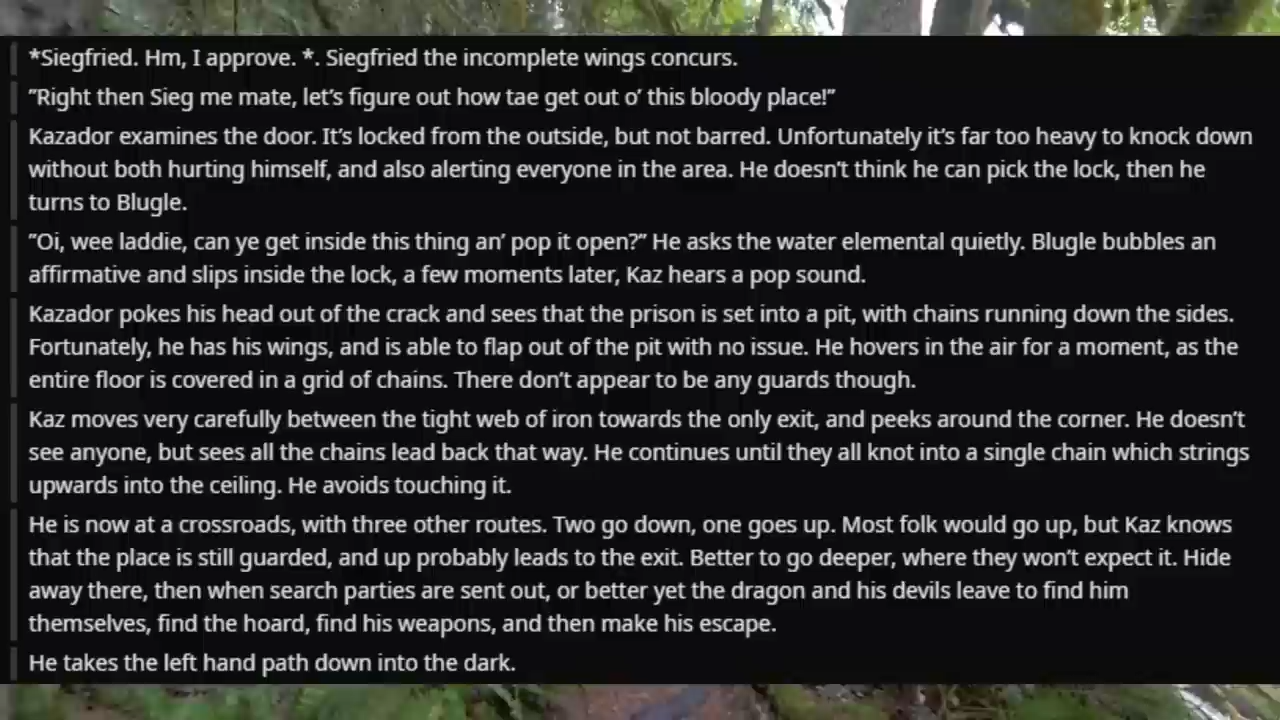 *Siegfried. Hm, I approve. *. Siegfried the incomplete wings concurs.
”Right then Sieg me mate, let’s figure out how tae get out o’ this bloody place!”
Kazador examines the door. It’s locked from the outside, but not barred. Unfortunately it’s far too heavy to knock down
without both hurting himself, and also alerting everyone in the area. He doesn’t think he can pick the lock, then he
turns to Blugle.
”Oi, wee laddie, can ye get inside this thing an’ pop it open?” He asks the water elemental quietly. Blugle bubbles an
affirmative and slips inside the lock, a few moments later, Kaz hears a pop sound.
Kazador pokes his head out of the crack and sees that the prison is set into a pit, with chains running down the sides.
Fortunately, he has his wings, and is able to flap out of the pit with no issue. He hovers in the air for a moment, as the
entire floor is covered in a grid of chains. There don’t appear to be any guards though.
Kaz moves very carefully between the tight web of iron towards the only exit, and peeks around the corner. He doesn’t
see anyone, but sees all the chains lead back that way. He continues until they all knot into a single chain which strings
upwards into the ceiling. He avoids touching it.
He is now at a crossroads, with three other routes. Two go down, one goes up. Most folk would go up, but Kaz knows
that the place is still guarded, and up probably leads to the exit. Better to go deeper, where they won’t expect it. Hide
away there, then when search parties are sent out, or better yet the dragon and his devils leave to find him
themselves, find the hoard, find his weapons, and then make his escape.
He takes the left hand path down into the dark.